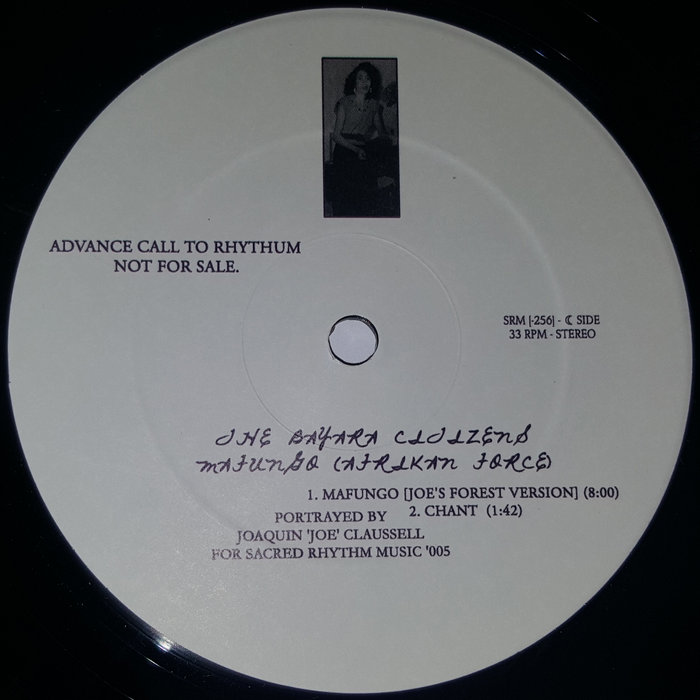 ADVANCE CALL TO RHYTHUM
NOT FOR SALE.
SRM [-256] - ☾ SIDE
33 RPM - STEREO
THE BAYARA CITIZENS
MAFUNGO (AFRIKAN FORCE)
1. MAFUNGO [JOE'S FOREST VERSION] (8:00)
2. CHANT (1:42)
PORTRAYED BY
JOAQUIN 'JOE' CLAUSSELL
FOR SACRED RHYTHM MUSIC '005